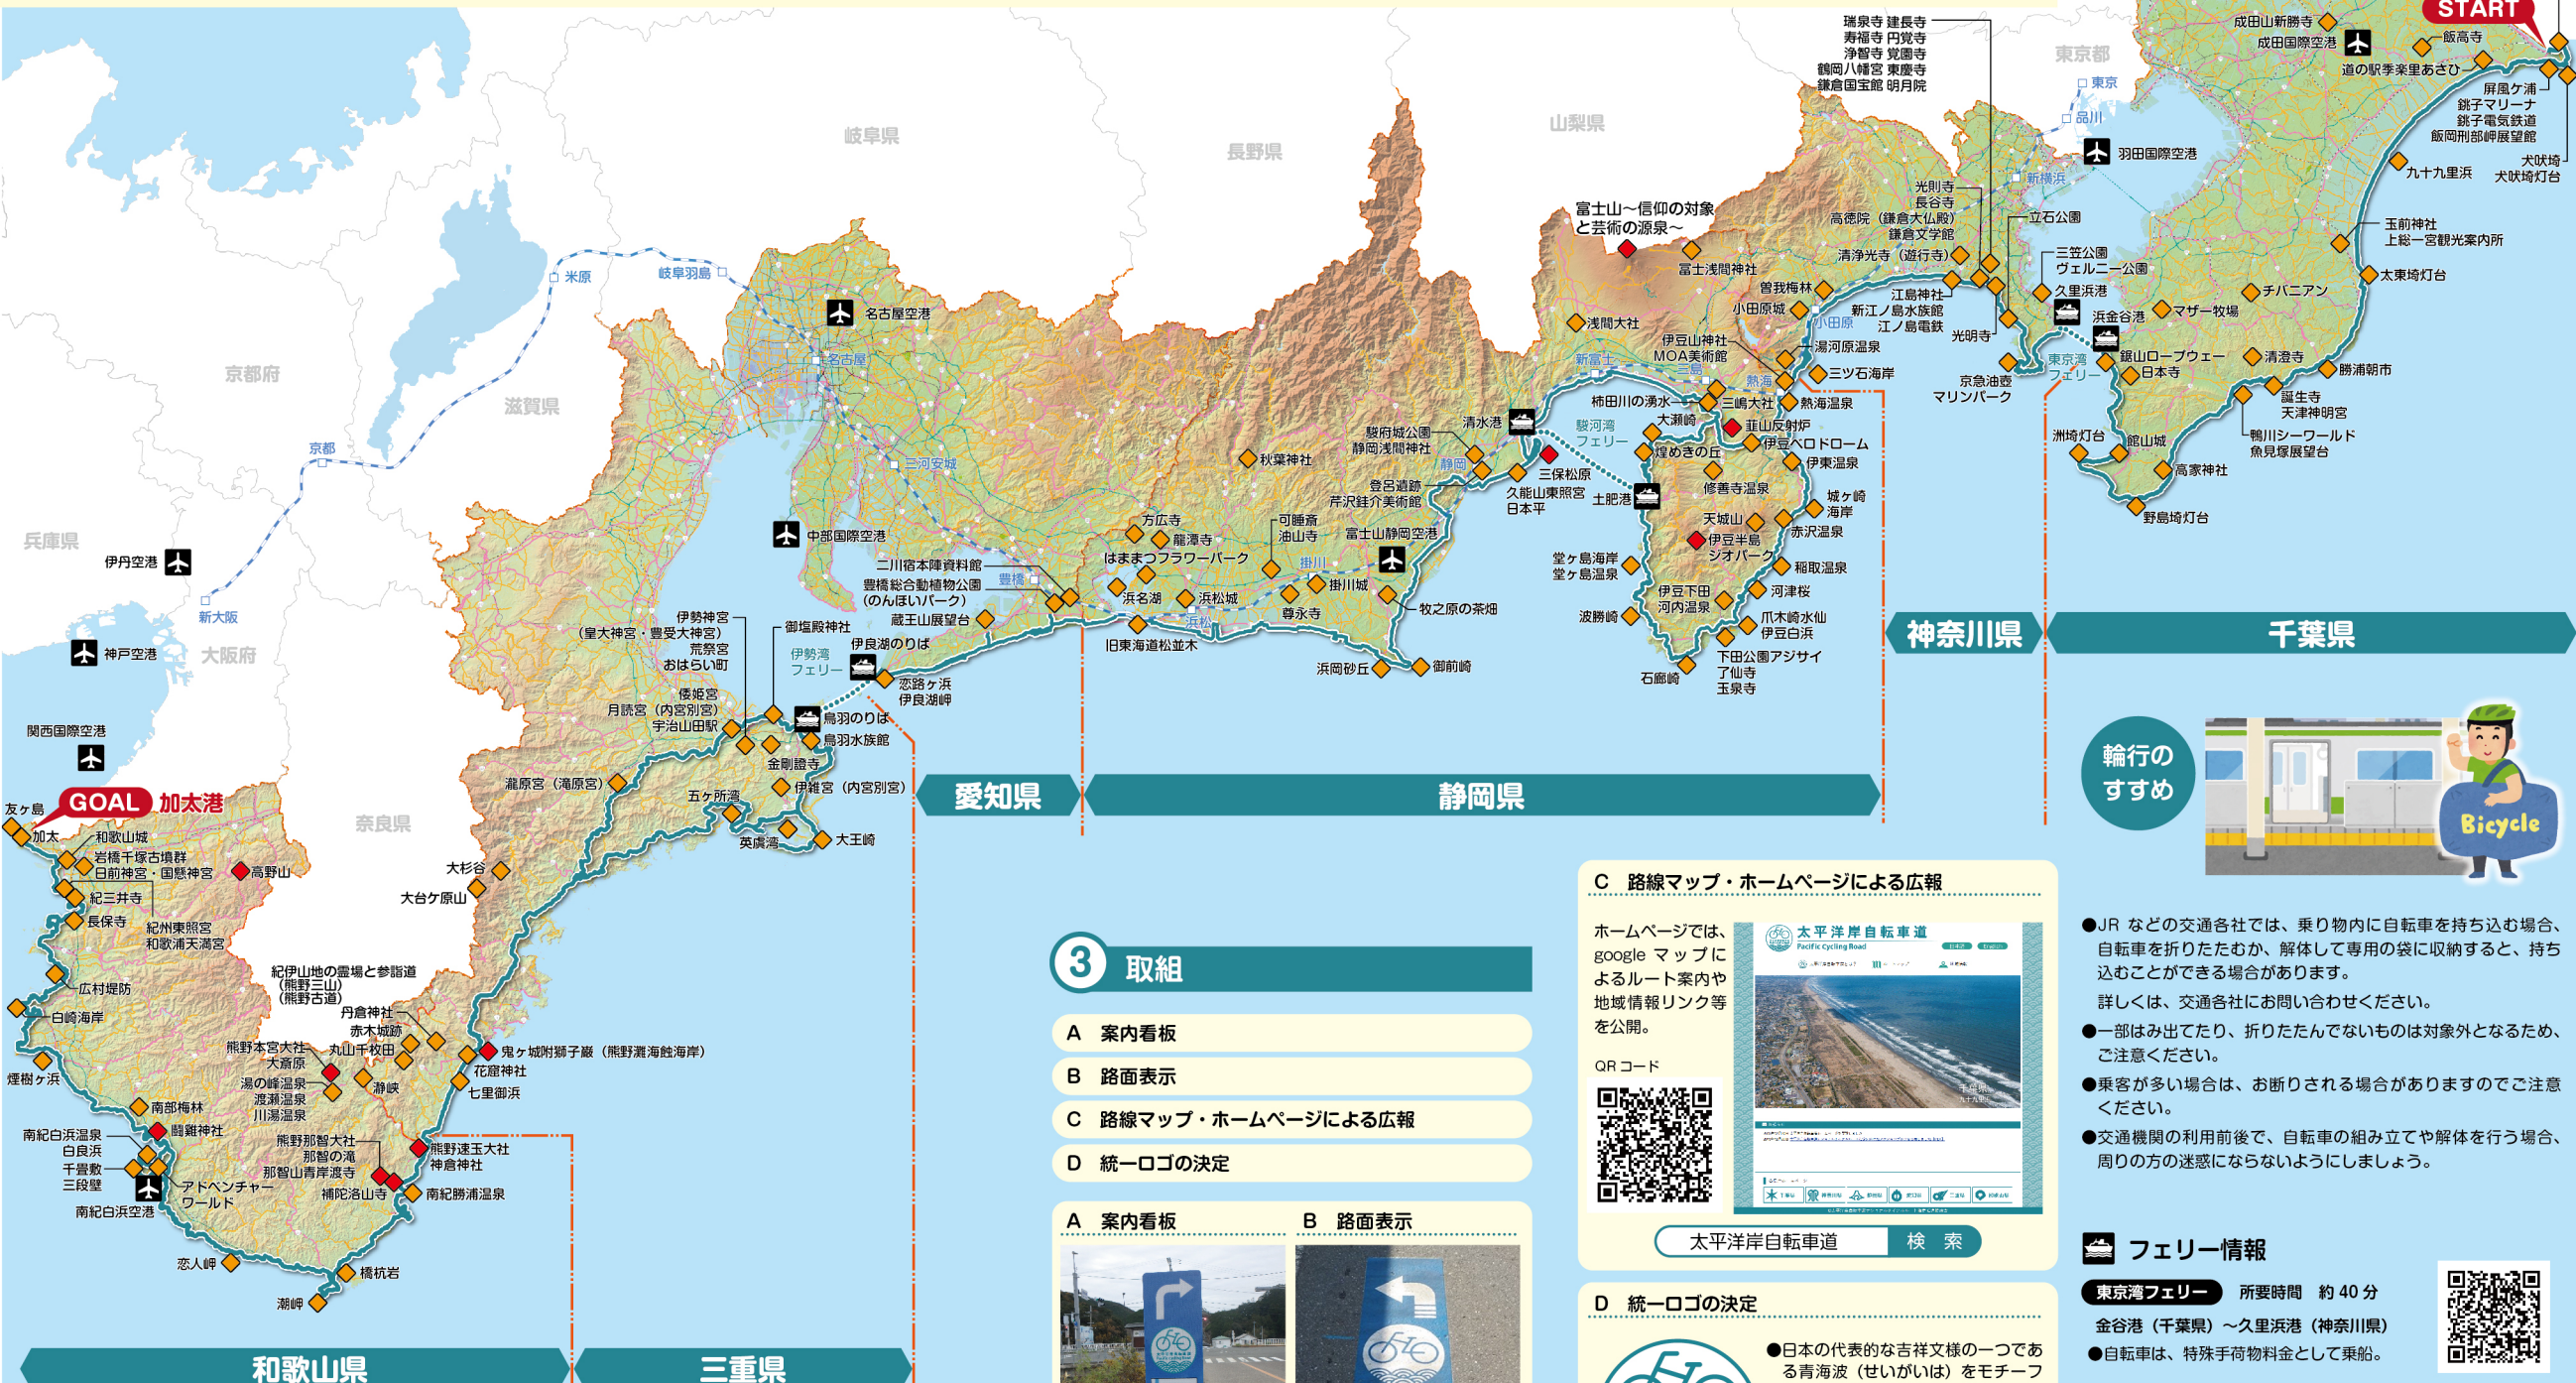 START
成田山新勝寺
成田国際空港
飯高寺
道の駅季楽里あさひ
屏風ケ浦
銚子マリーナ
銚子電気鉄道
飯岡刑部岬展望館
犬吠埼
犬吠埼灯台
九十九里浜
玉前神社
上総一宮観光案内所
太東埼灯台
チバニアン
マザー牧場
清澄寺
勝浦朝市
誕生寺
天津神明宮
鴨川シーワールド
魚見塚展望台
高家神社
野島埼灯台
館山城
洲埼灯台
鋸山ロープウェー
日本寺
浜金谷港
東京湾
フェリー
久里浜港
三笠公園
ヴェルニー公園
立石公園
京急油壺
マリンパーク
東京都
東京
品川
羽田国際空港
新横浜
瑞泉寺 建長寺
寿福寺 円覚寺
浄智寺 覚園寺
鶴岡八幡宮 東慶寺
鎌倉国宝館 明月院
光則寺
長谷寺
高徳院(鎌倉大仏殿)
鎌倉文学館
清浄光寺(遊行寺)
江島神社
新江ノ島水族館
江ノ島電鉄
光明寺
曽我梅林
小田原城
小田原
湯河原温泉
三ツ石海岸
伊豆山神社
MOA美術館
熱海
熱海温泉
山梨県
富士山～信仰の対象
と芸術の源泉～
冨士浅間神社
浅間大社
新富士
三島
柿田川の湧水
三嶋大社
大瀬崎
韮山反射炉
伊豆ベロドローム
煌めきの丘
伊東温泉
修善寺温泉
城ヶ崎
海岸
天城山
赤沢温泉
伊豆半島
ジオパーク
稲取温泉
河津桜
伊豆下田
河内温泉
爪木崎水仙
伊豆白浜
下田公園アジサイ
了仙寺
玉泉寺
石廊崎
波勝崎
堂ヶ島海岸
堂ヶ島温泉
土肥港
駿河湾
フェリー
清水港
三保松原
久能山東照宮
日本平
駿府城公園
静岡浅間神社
静岡
登呂遺跡
芹沢銈介美術館
富士山静岡空港
長野県
岐阜県
秋葉神社
方広寺
龍潭寺
はままつフラワーパーク
可睡斎
油山寺
掛川
掛川城
浜名湖
浜松城
浜松
尊永寺
牧之原の茶畑
旧東海道松並木
浜岡砂丘
御前崎
二川宿本陣資料館
豊橋総合動植物公園
(のんほいパーク)
豊橋
蔵王山展望台
伊良湖のりば
伊勢湾
フェリー
恋路ヶ浜
伊良湖岬
三河安城
名古屋
名古屋空港
中部国際空港
岐阜羽島
米原
滋賀県
京都府
京都
兵庫県
伊丹空港
新大阪
神戸空港
大阪府
関西国際空港
奈良県
伊勢神宮
(皇大神宮・豊受大神宮)
荒祭宮
おはらい町
御塩殿神社
倭姫宮
月読宮(内宮別宮)
宇治山田駅
鳥羽のりば
鳥羽水族館
金剛證寺
伊雑宮(内宮別宮)
瀧原宮(滝原宮)
五ヶ所湾
英虞湾
大王崎
大杉谷
大台ケ原山
友ヶ島
GOAL 加太港
加太
和歌山城
岩橋千塚古墳群
日前神宮・国懸神宮
高野山
紀三井寺
長保寺
紀州東照宮
和歌浦天満宮
広村堤防
白崎海岸
煙樹ヶ浜
紀伊山地の霊場と参詣道
(熊野三山)
(熊野古道)
丹倉神社
赤木城跡
丸山千枚田
熊野本宮大社
大斎原
湯の峰温泉
渡瀬温泉
川湯温泉
瀞峡
鬼ヶ城附獅子巌(熊野灘海蝕海岸)
花窟神社
七里御浜
熊野速玉大社
神倉神社
熊野那智大社
那智の滝
那智山青岸渡寺
補陀洛山寺
南紀勝浦温泉
南部梅林
闘雞神社
南紀白浜温泉
白良浜
千畳敷
三段壁
アドベンチャー
ワールド
南紀白浜空港
恋人岬
橋杭岩
潮岬
和歌山県
三重県
愛知県
静岡県
神奈川県
千葉県
3 取組
A 案内看板
B 路面表示
C 路線マップ・ホームページによる広報
D 統一ロゴの決定
A 案内看板
B 路面表示
C 路線マップ・ホームページによる広報
ホームページでは、
google マップに
よるルート案内や
地域情報リンク等
を公開。
QRコード
太平洋岸自転車道
Pacific Cycling Road
千葉県
九十九里
太平洋岸自転車道 検 索
D 統一ロゴの決定
●日本の代表的な吉祥文様の一つであ
る青海波(せいがいは)をモチーフ
輪行の
すすめ
Bicycle
●JR などの交通各社では、乗り物内に自転車を持ち込む場合、
自転車を折りたたむか、解体して専用の袋に収納すると、持ち
込むことができる場合があります。
詳しくは、交通各社にお問い合わせください。
●一部はみ出てたり、折りたたんでないものは対象外となるため、
ご注意ください。
●乗客が多い場合は、お断りされる場合がありますのでご注意
ください。
●交通機関の利用前後で、自転車の組み立てや解体を行う場合、
周りの方の迷惑にならないようにしましょう。
フェリー情報
東京湾フェリー 所要時間 約 40 分
金谷港(千葉県)～久里浜港(神奈川県)
●自転車は、特殊手荷物料金として乗船。